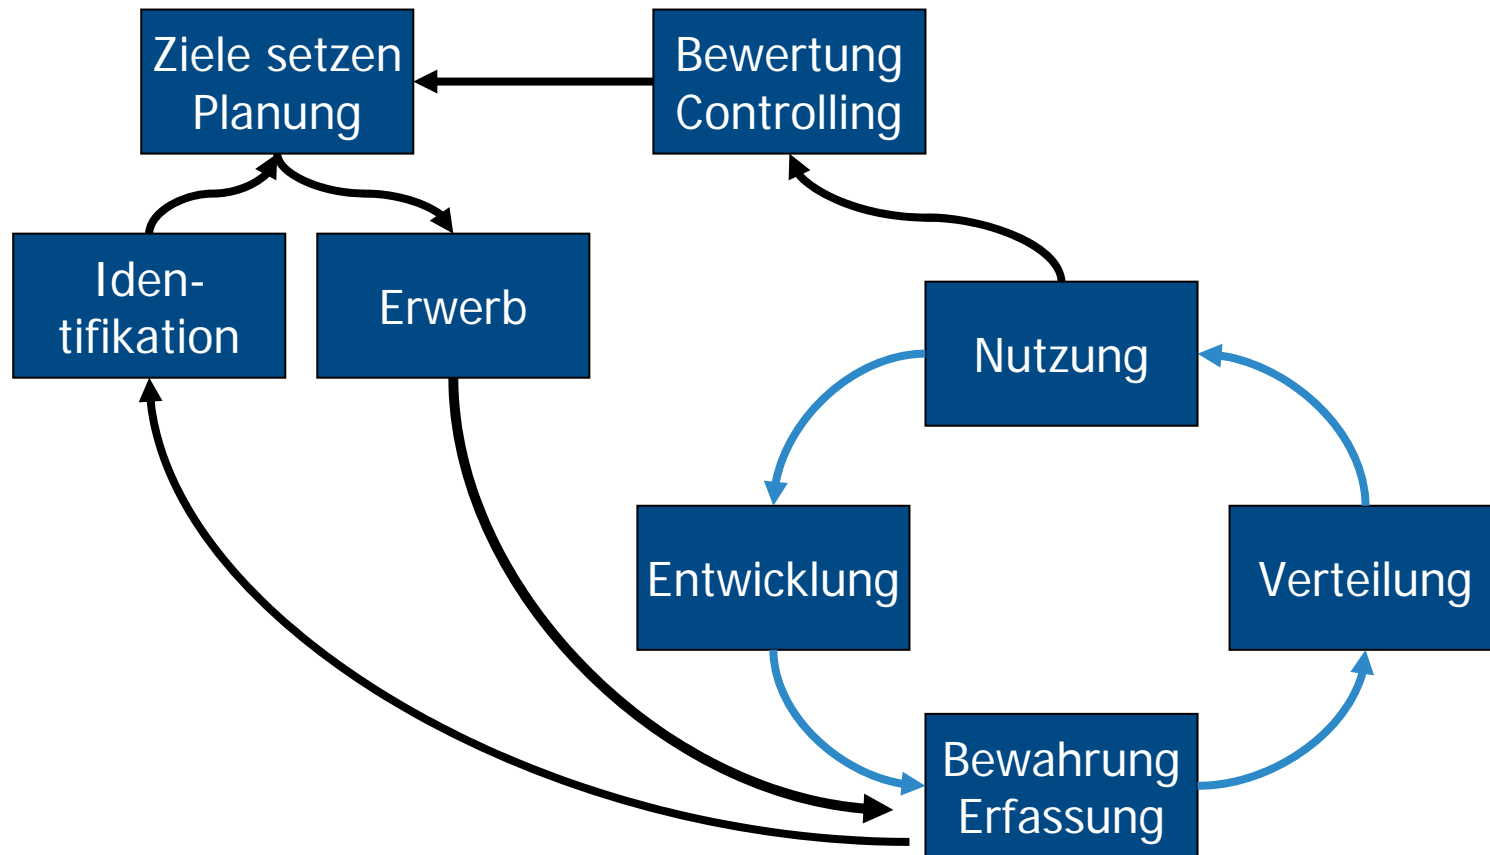 Ziele setzen
Planung
Bewertung
Controlling
Iden-
tifikation
Erwerb
Nutzung
Entwicklung
Verteilung
Bewahrung
Erfassung